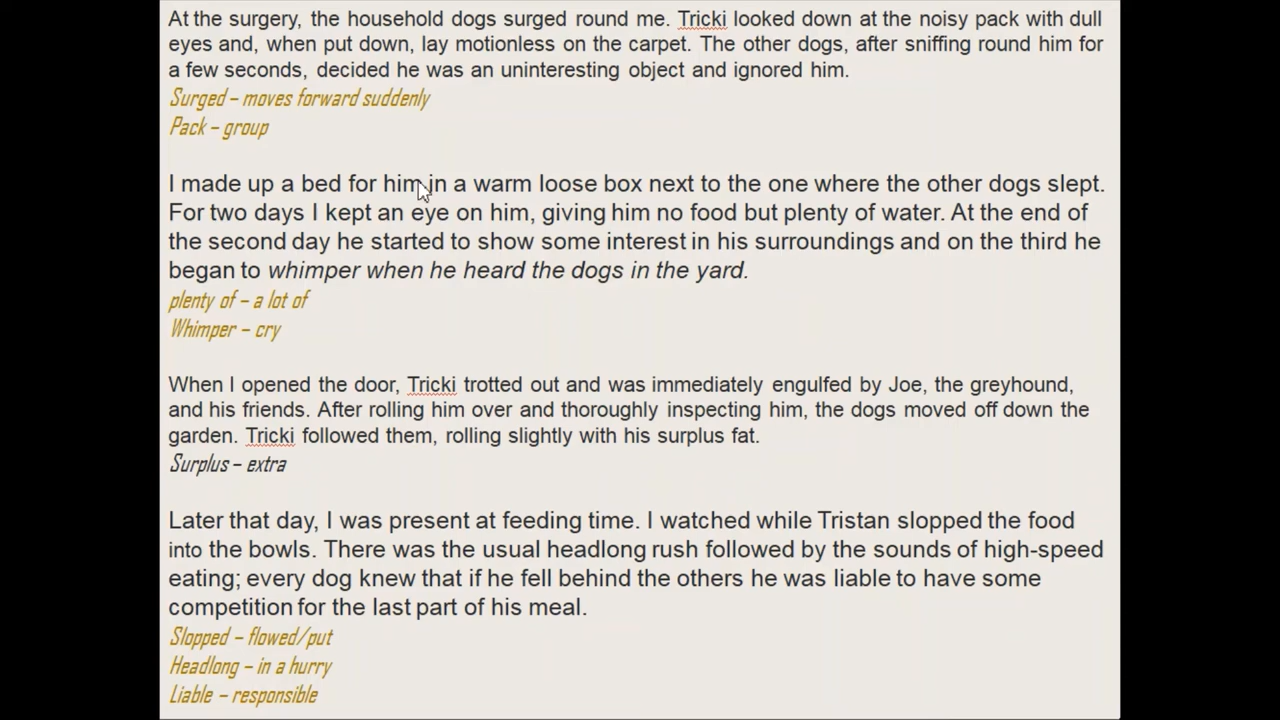 At the surgery, the household dogs surged round me. Tricki looked down at the noisy pack with dull
eyes and, when put down, lay motionless on the carpet. The other dogs, after sniffing round him for
a few seconds, decided he was an uninteresting object and ignored him.
Surged – moves forward suddenly
Pack – group
I made up a bed for him in a warm loose box next to the one where the other dogs slept.
For two days I kept an eye on him, giving him no food but plenty of water. At the end of
the second day he started to show some interest in his surroundings and on the third he
began to whimper when he heard the dogs in the yard.
plenty of – a lot of
Whimper – cry
When I opened the door, Tricki trotted out and was immediately engulfed by Joe, the greyhound,
and his friends. After rolling him over and thoroughly inspecting him, the dogs moved off down the
garden. Tricki followed them, rolling slightly with his surplus fat.
Surplus – extra
Later that day, I was present at feeding time. I watched while Tristan slopped the food
into the bowls. There was the usual headlong rush followed by the sounds of high-speed
eating; every dog knew that if he fell behind the others he was liable to have some
competition for the last part of his meal.
Slopped – flowed/put
Headlong – in a hurry
Liable – responsible